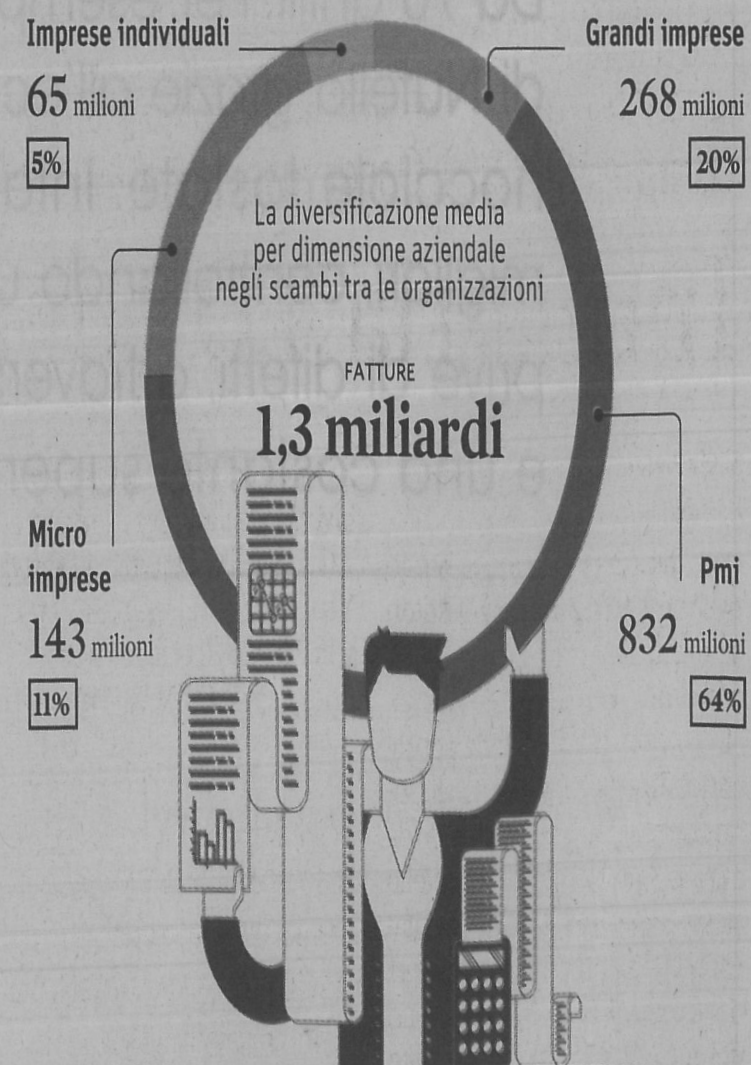 Imprese individuali
65 milioni
5%
Grandi imprese
268 milioni
20%
La diversificazione media
per dimensione aziendale
negli scambi tra le organizzazioni
FATTURE
1,3 miliardi
Micro
imprese
143 milioni
11%
Pmi
832 milioni
64%